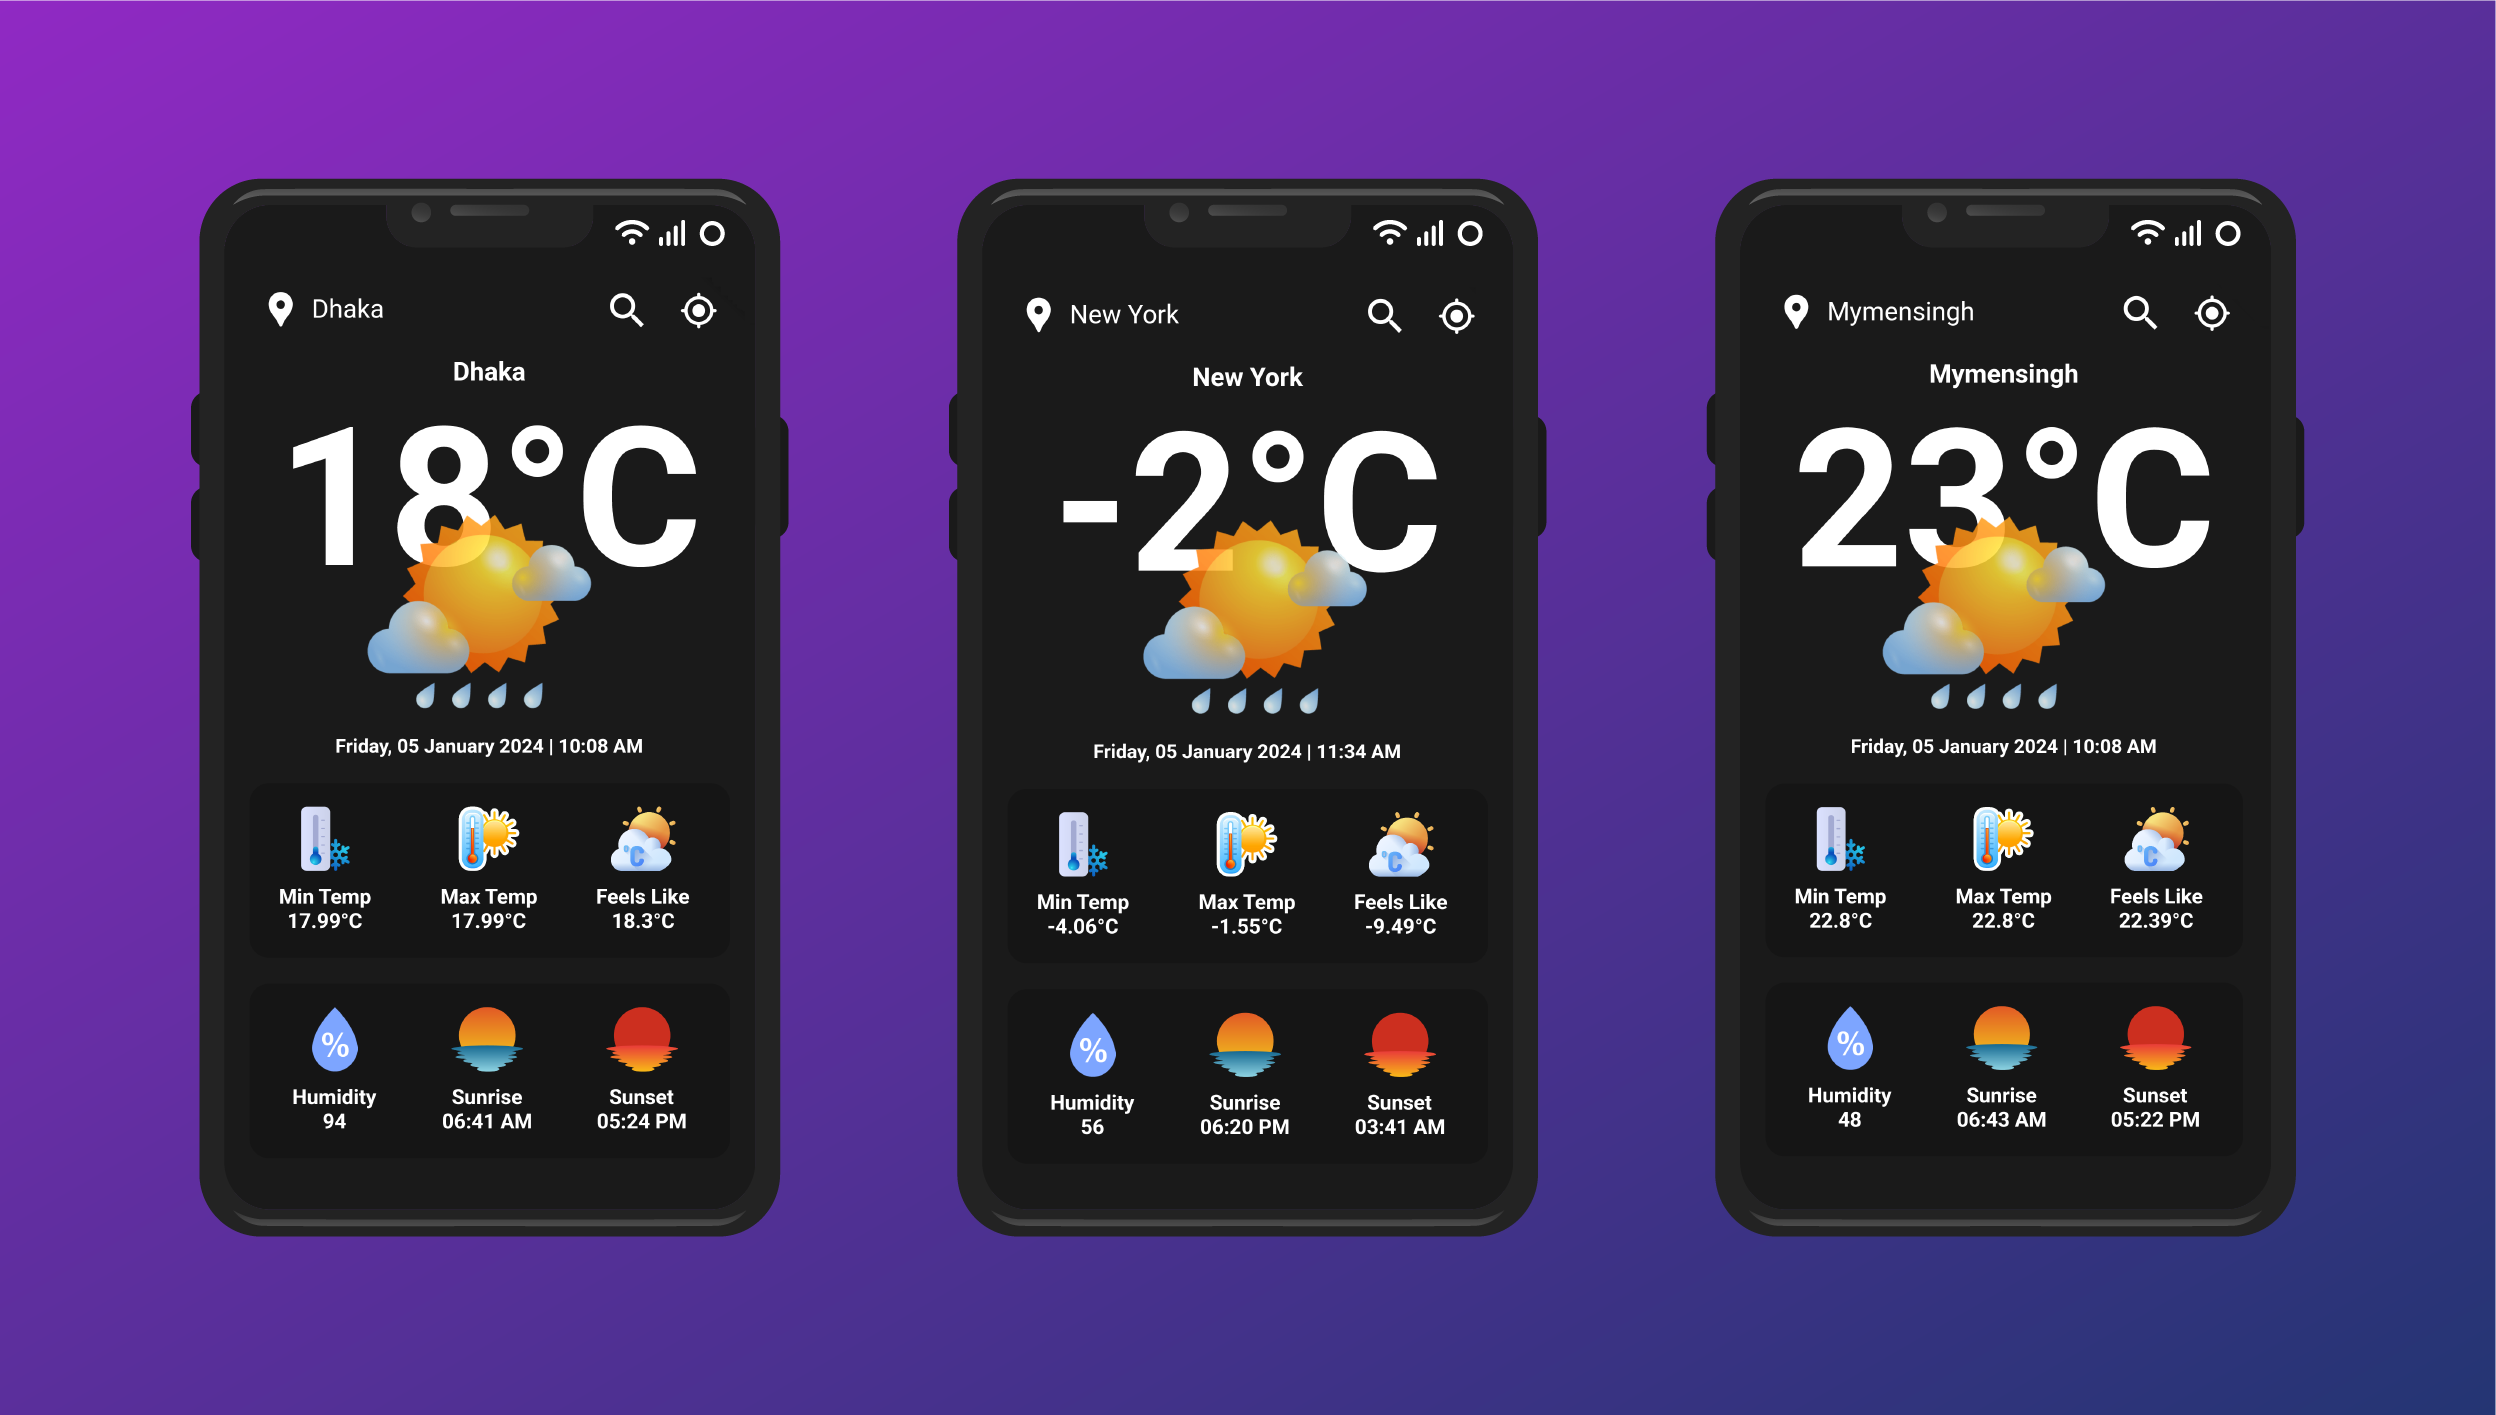 Dhaka
Dhaka
18°C
Friday, 05 January 2024 | 10:08 AM
Min Temp
17.99°C
Max Temp
17.99°C
°C
Feels Like
18.3°C
%
Humidity
94
Sunrise
06:41 AM
Sunset
05:24 PM
New York
New York
-2°C
Friday, 05 January 2024 | 11:34 AM
Min Temp
-4.06°C
Max Temp
-1.55°C
°C
Feels Like
-9.49°C
%
Humidity
56
Sunrise
06:20 PM
Sunset
03:41 AM
Mymensingh
Mymensingh
23°C
Friday, 05 January 2024 | 10:08 AM
Min Temp
22.8°C
Max Temp
22.8°C
°C
Feels Like
22.39°C
%
Humidity
48
Sunrise
06:43 AM
Sunset
05:22 PM